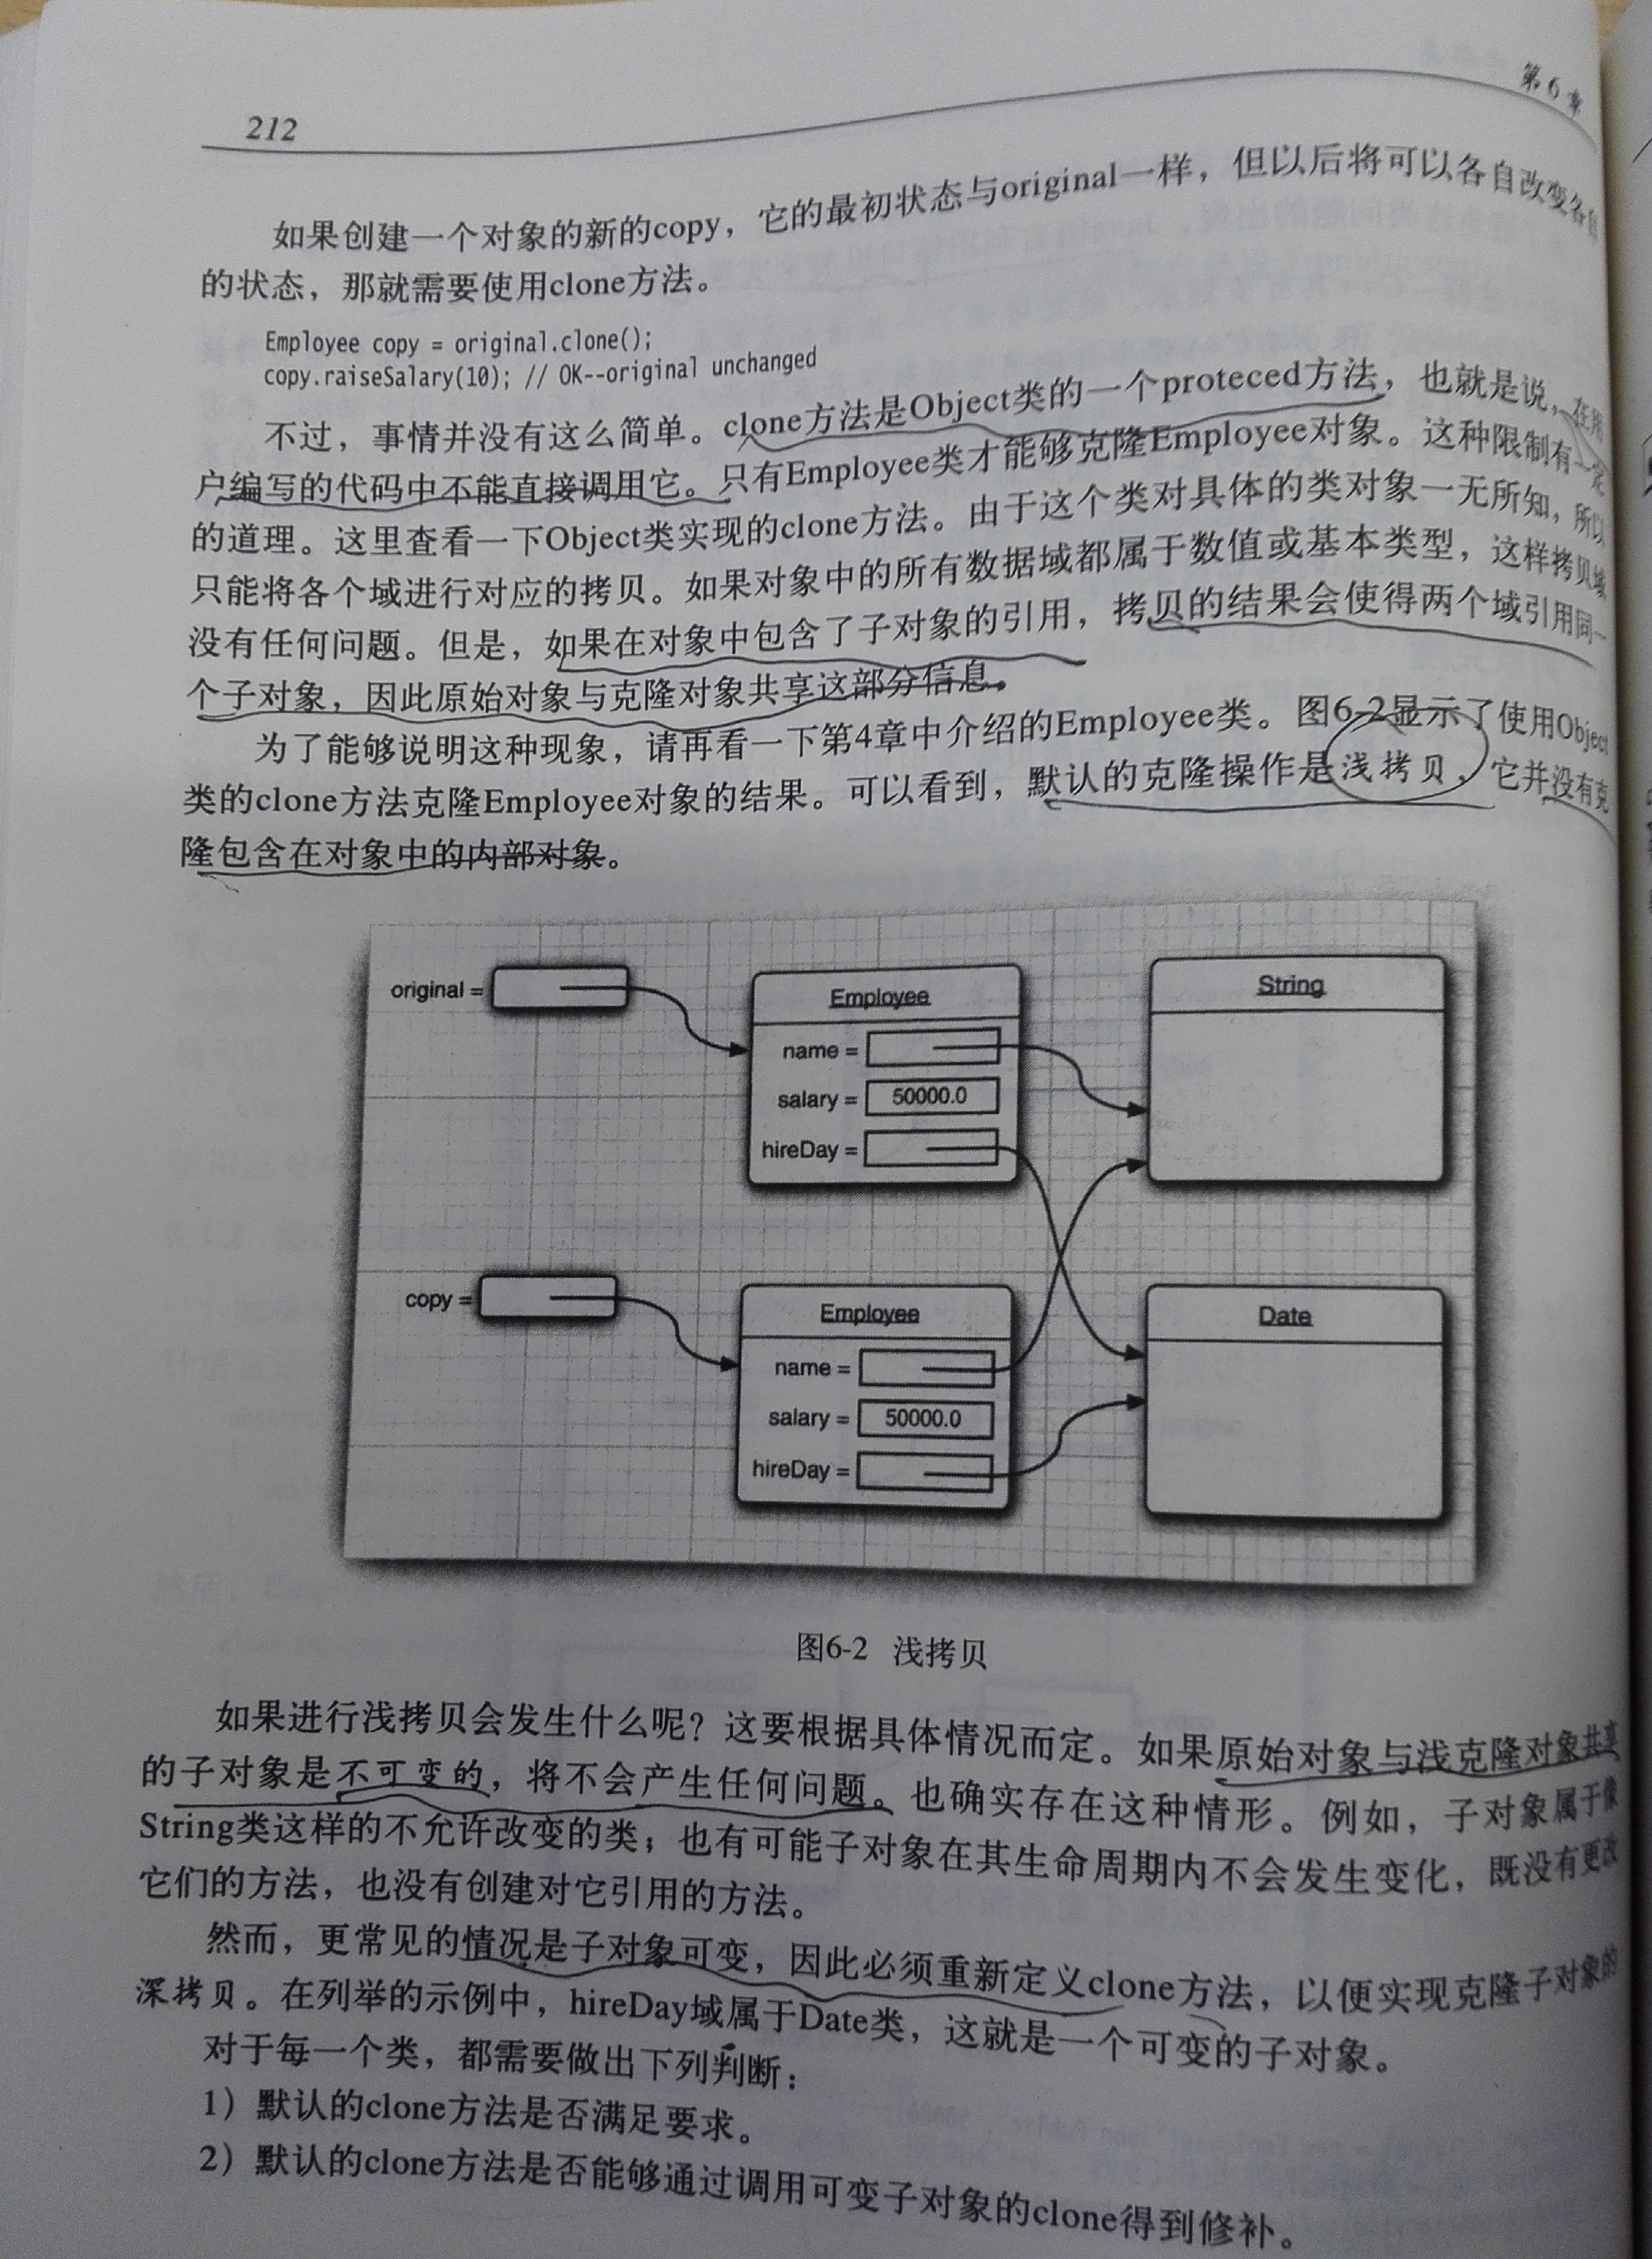 第6章
212
如果创建一个对象的新的copy，它的最初状态与original一样，但以后将可以各自改变各自
的状态，那就需要使用clone方法。
Employee copy = original.clone();
copy.raiseSalary(10); // OK--original unchanged
不过，事情并没有这么简单。clone方法是Object类的一个proteced方法，也就是说，在用
户编写的代码中不能直接调用它。只有Employee类才能够克隆Employee对象。这种限制有一定
的道理。这里查看一下Object类实现的clone方法。由于这个类对具体的类对象一无所知，所以
只能将各个域进行对应的拷贝。如果对象中的所有数据域都属于数值或基本类型，这样拷贝域
没有任何问题。但是，如果在对象中包含了子对象的引用，拷贝的结果会使得两个域引用同一
个子对象，因此原始对象与克隆对象共享这部分信息。
为了能够说明这种现象，请再看一下第4章中介绍的Employee类。图6-2显示了使用Object
类的clone方法克隆Employee对象的结果。可以看到，默认的克隆操作是浅拷贝，它并没有克
隆包含在对象中的内部对象。
original =
Employee
name =
salary = 50000.0
hireDay =
String
copy =
Employee
name =
salary = 50000.0
hireDay =
Date
图6-2 浅拷贝
如果进行浅拷贝会发生什么呢？这要根据具体情况而定。如果原始对象与浅克隆对象共享
的子对象是不可变的，将不会产生任何问题。也确实存在这种情形。例如，子对象属于像
String类这样的不允许改变的类；也有可能子对象在其生命周期内不会发生变化，既没有更改
它们的方法，也没有创建对它引用的方法。
然而，更常见的情况是子对象可变，因此必须重新定义clone方法，以便实现克隆子对象的
深拷贝。在列举的示例中，hireDay域属于Date类，这就是一个可变的子对象。
对于每一个类，都需要做出下列判断：
1）默认的clone方法是否满足要求。
2）默认的clone方法是否能够通过调用可变子对象的clone得到修补。